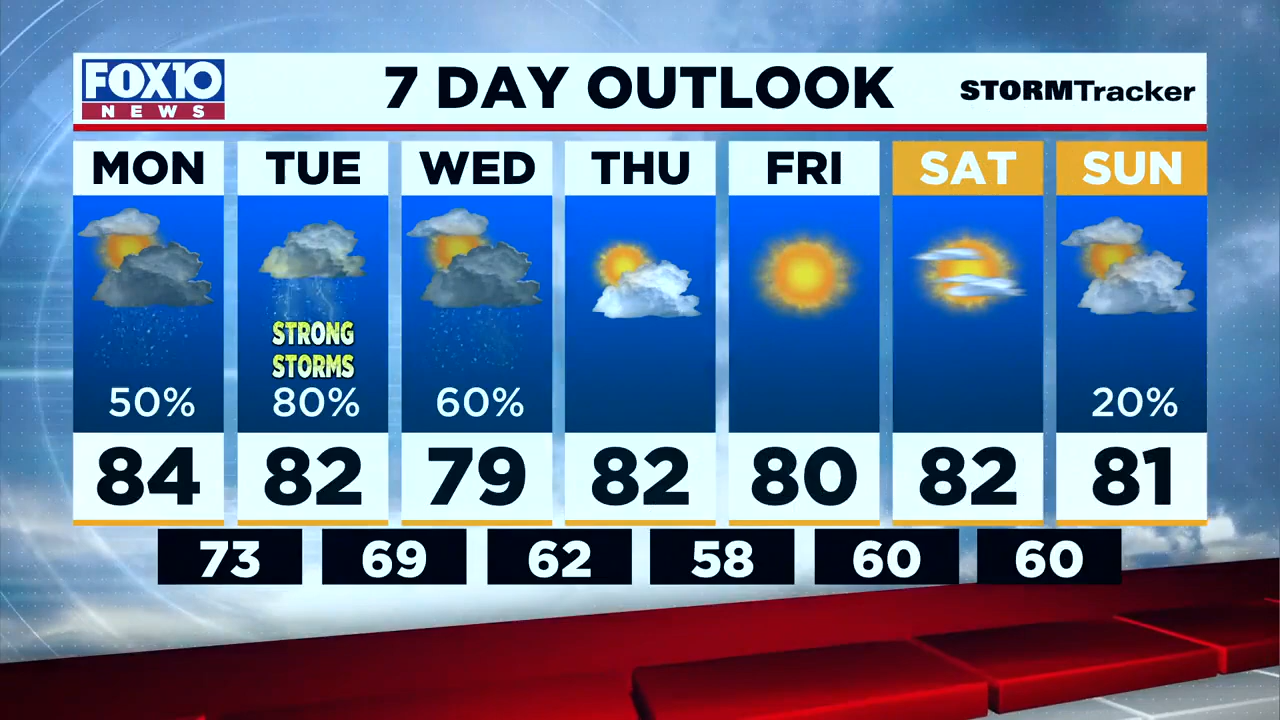 FOX10
NEWS
7 DAY OUTLOOK
STORMTracker
MON TUE WED THU FRI SAT SUN
STRONG
STORMS
50% 80% 60% 20%
84 82 79 82 80 82 81
73 69 62 58 60 60